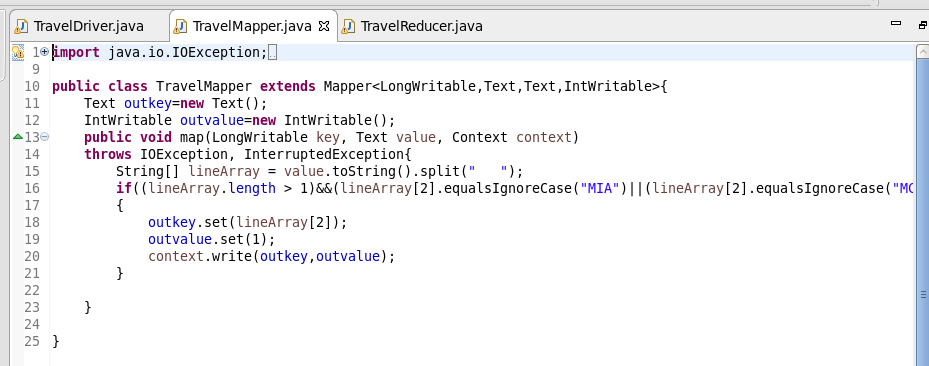 TravelDriver.java TravelMapper.java TravelReducer.java
1 import java.io.IOException;
9
10 public class TravelMapper extends Mapper<LongWritable,Text,Text,IntWritable>{
11 Text outkey=new Text();
12 IntWritable outvalue=new IntWritable();
13 public void map(LongWritable key, Text value, Context context)
14 throws IOException, InterruptedException{
15 String[] lineArray = value.toString().split("   ");
16 if((lineArray.length > 1)&&(lineArray[2].equalsIgnoreCase("MIA")||(lineArray[2].equalsIgnoreCase("MC
17 {
18 outkey.set(lineArray[2]);
19 outvalue.set(1);
20 context.write(outkey,outvalue);
21 }
22
23 }
24
25 }